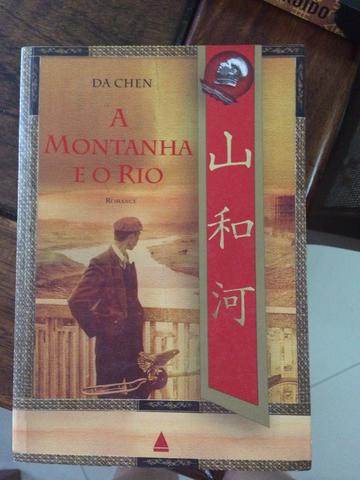 DA CHEN
A
MONTANHA
E O RIO
ROMANCE
山和河